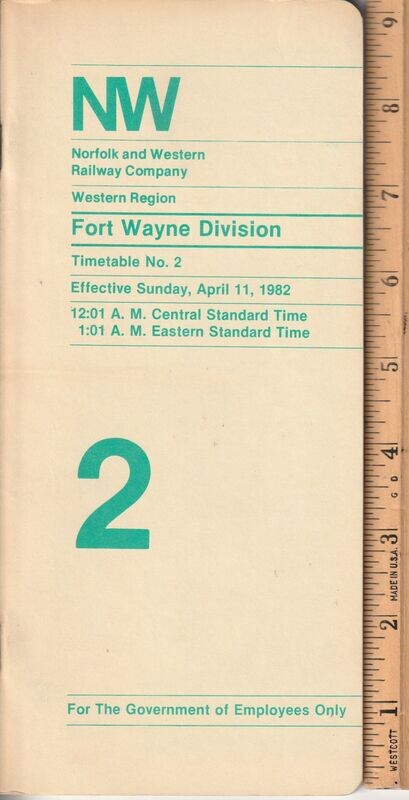 NW
Norfolk and Western
Railway Company
Western Region
Fort Wayne Division
Timetable No. 2
Effective Sunday, April 11, 1982
12:01 A. M. Central Standard Time
1:01 A. M. Eastern Standard Time
2
For The Government of Employees Only
9
8
7
6
5
4
G D
3
MADE IN U.S.A.
2
1
WESTCOTT